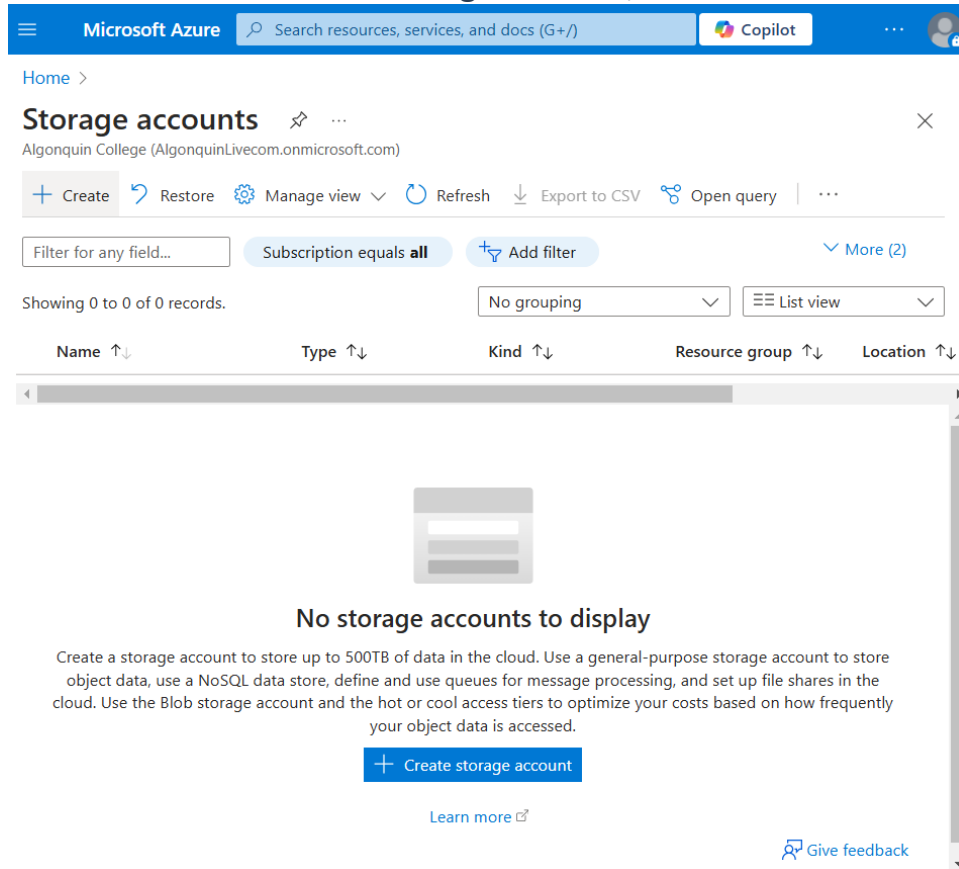 Microsoft Azure Search resources, services, and docs (G+/) Copilot ...
Home >
Storage accounts ...
Algonquin College (AlgonquinLivecom.onmicrosoft.com)
+ Create Restore Manage view Refresh Export to CSV Open query ...
Filter for any field... Subscription equals all Add filter More (2)
Showing 0 to 0 of 0 records. No grouping List view
Name ↑↓ Type ↑↓ Kind ↑↓ Resource group ↑↓ Location ↑↓
No storage accounts to display
Create a storage account to store up to 500TB of data in the cloud. Use a general-purpose storage account to store
object data, use a NoSQL data store, define and use queues for message processing, and set up file shares in the
cloud. Use the Blob storage account and the hot or cool access tiers to optimize your costs based on how frequently
your object data is accessed.
+ Create storage account
Learn more
Give feedback